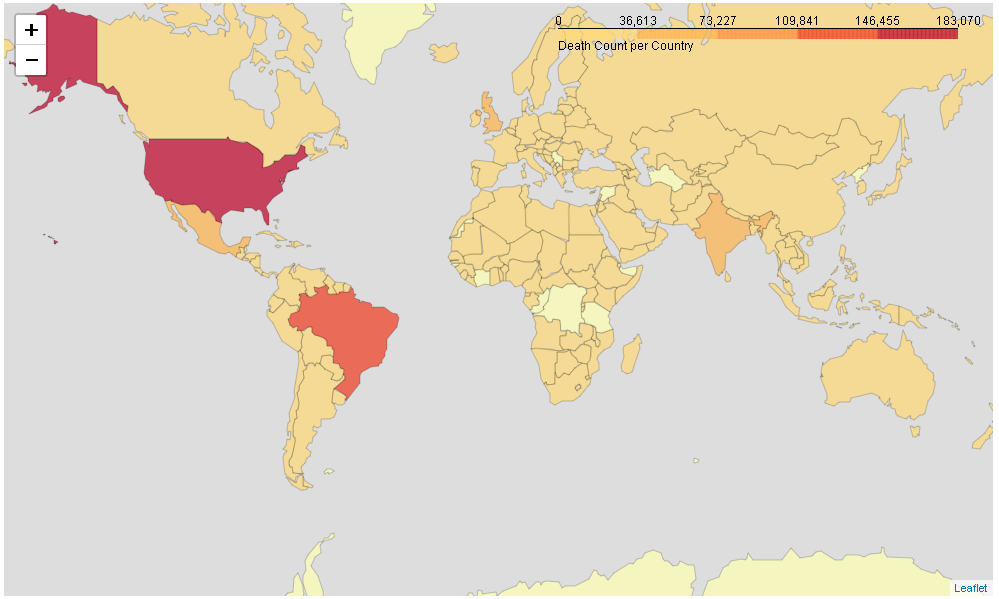 +
−
0 36,613 73,227 109,841 146,455 183,070
Death Count per Country
Leaflet